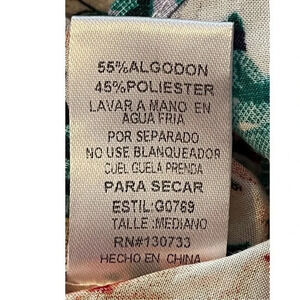 55%ALGODON
45%POLIESTER
LAVAR A MANO EN
AGUA FRIA
POR SEPARADO
NO USE BLANQUEADOR
CUEL GUELA PRENDA
PARA SECAR
ESTIL:G0769
TALLE:MEDIANO
RN#130733
HECHO EN CHINA